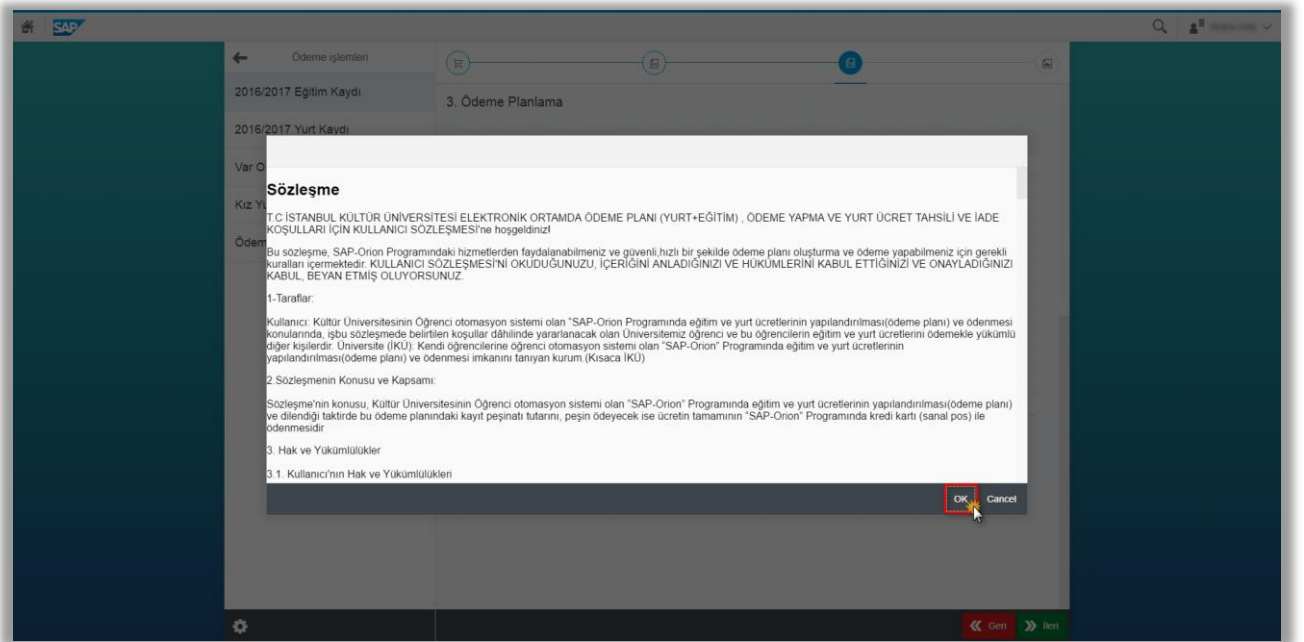 SAP
Ödeme işlemleri
2016/2017 Eğitim Kaydı
3. Ödeme Planlama
2016/2017 Yurt Kaydı
Var O
Kız Yu
Ödem
Sözleşme
T.C İSTANBUL KÜLTÜR ÜNİVERSİTESİ ELEKTRONİK ORTAMDA ÖDEME PLANI (YURT+EĞİTİM) , ÖDEME YAPMA VE YURT ÜCRET TAHSİLİ VE İADE
KOŞULLARI İÇİN KULLANICI SÖZLEŞMESİ'ne hoşgeldiniz!
Bu sözleşme, SAP-Orion Programındaki hizmetlerden faydalanabilmeniz ve güvenli,hızlı bir şekilde ödeme planı oluşturma ve ödeme yapabilmeniz için gerekli
kuralları içermektedir. KULLANICI SÖZLEŞMESİ'Nİ OKUDUĞUNUZU, İÇERİĞİNİ ANLADIĞINIZI VE HÜKÜMLERİNİ KABUL ETTİĞİNİZİ VE ONAYLADIĞINIZI
KABUL, BEYAN ETMİŞ OLUYORSUNUZ.
1-Taraflar:
Kullanıcı: Kültür Üniversitesinin Öğrenci otomasyon sistemi olan "SAP-Orion Programında eğitim ve yurt ücretlerinin yapılandırılması(ödeme planı) ve ödenmesi
konularında, işbu sözleşmede belirtilen koşullar dâhilinde yararlanacak olan Üniversitemiz öğrenci ve bu öğrencilerin eğitim ve yurt ücretlerini ödemekle yükümlü
diğer kişilerdir. Üniversite (İKÜ): Kendi öğrencilerine öğrenci otomasyon sistemi olan "SAP-Orion" Programında eğitim ve yurt ücretlerinin
yapılandırılması(ödeme planı) ve ödenmesi imkanını tanıyan kurum.(Kısaca İKÜ)
2.Sözleşmenin Konusu ve Kapsamı:
Sözleşme'nin konusu, Kültür Üniversitesinin Öğrenci otomasyon sistemi olan "SAP-Orion" Programında eğitim ve yurt ücretlerinin yapılandırılması(ödeme planı)
ve dilendiği taktirde bu ödeme planındaki kayıt peşinatı tutarını, peşin ödeyecek ise ücretin tamamının "SAP-Orion" Programında kredi kartı (sanal pos) ile
ödenmesidir
3. Hak ve Yükümlülükler
3.1. Kullanıcı'nın Hak ve Yükümlülükleri
OK Cancel
Geri İleri